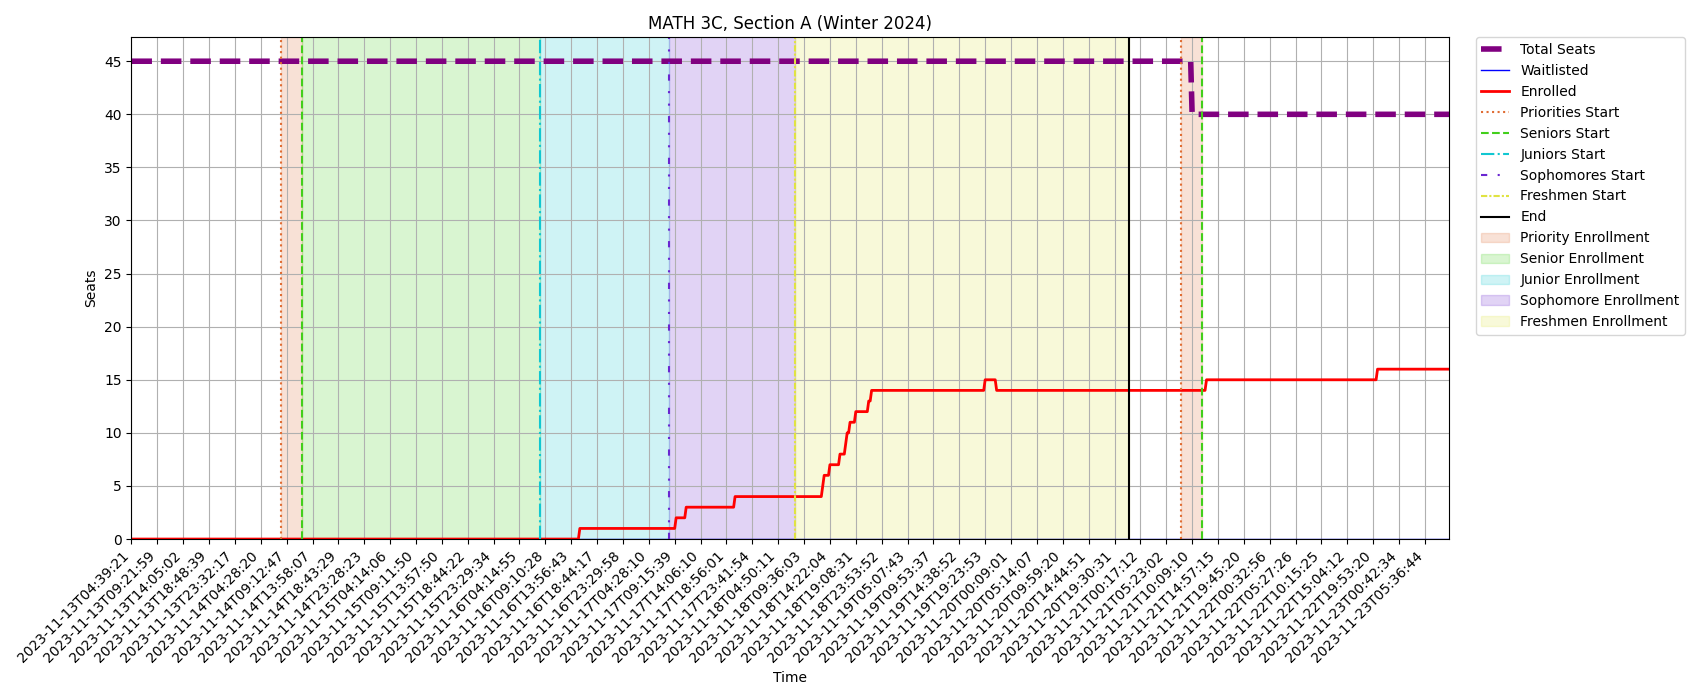 MATH 3C, Section A (Winter 2024)
Seats
45
40
35
30
25
20
15
10
5
0
2023-11-13T04:39:21
2023-11-13T09:21:59
2023-11-13T14:05:02
2023-11-13T18:48:39
2023-11-13T23:32:17
2023-11-14T04:28:20
2023-11-14T09:12:47
2023-11-14T13:58:07
2023-11-14T18:43:29
2023-11-14T23:28:23
2023-11-15T04:14:06
2023-11-15T09:11:50
2023-11-15T13:57:50
2023-11-15T18:44:22
2023-11-15T23:29:34
2023-11-16T04:14:55
2023-11-16T09:10:28
2023-11-16T13:56:43
2023-11-16T18:44:17
2023-11-16T23:29:58
2023-11-17T04:28:10
2023-11-17T09:15:39
2023-11-17T14:06:10
2023-11-17T18:56:01
2023-11-17T23:41:54
2023-11-18T04:50:11
2023-11-18T09:36:03
2023-11-18T14:22:04
2023-11-18T19:08:31
2023-11-18T23:53:52
2023-11-19T05:07:43
2023-11-19T09:53:37
2023-11-19T14:38:52
2023-11-19T19:23:53
2023-11-20T00:09:01
2023-11-20T05:14:07
2023-11-20T09:59:20
2023-11-20T14:44:51
2023-11-20T19:30:31
2023-11-21T00:17:12
2023-11-21T05:23:02
2023-11-21T10:09:10
2023-11-21T14:57:15
2023-11-21T19:45:20
2023-11-22T00:32:56
2023-11-22T05:27:26
2023-11-22T10:15:25
2023-11-22T15:04:12
2023-11-22T19:53:20
2023-11-23T00:42:34
2023-11-23T05:36:44
Time
Total Seats
Waitlisted
Enrolled
Priorities Start
Seniors Start
Juniors Start
Sophomores Start
Freshmen Start
End
Priority Enrollment
Senior Enrollment
Junior Enrollment
Sophomore Enrollment
Freshmen Enrollment